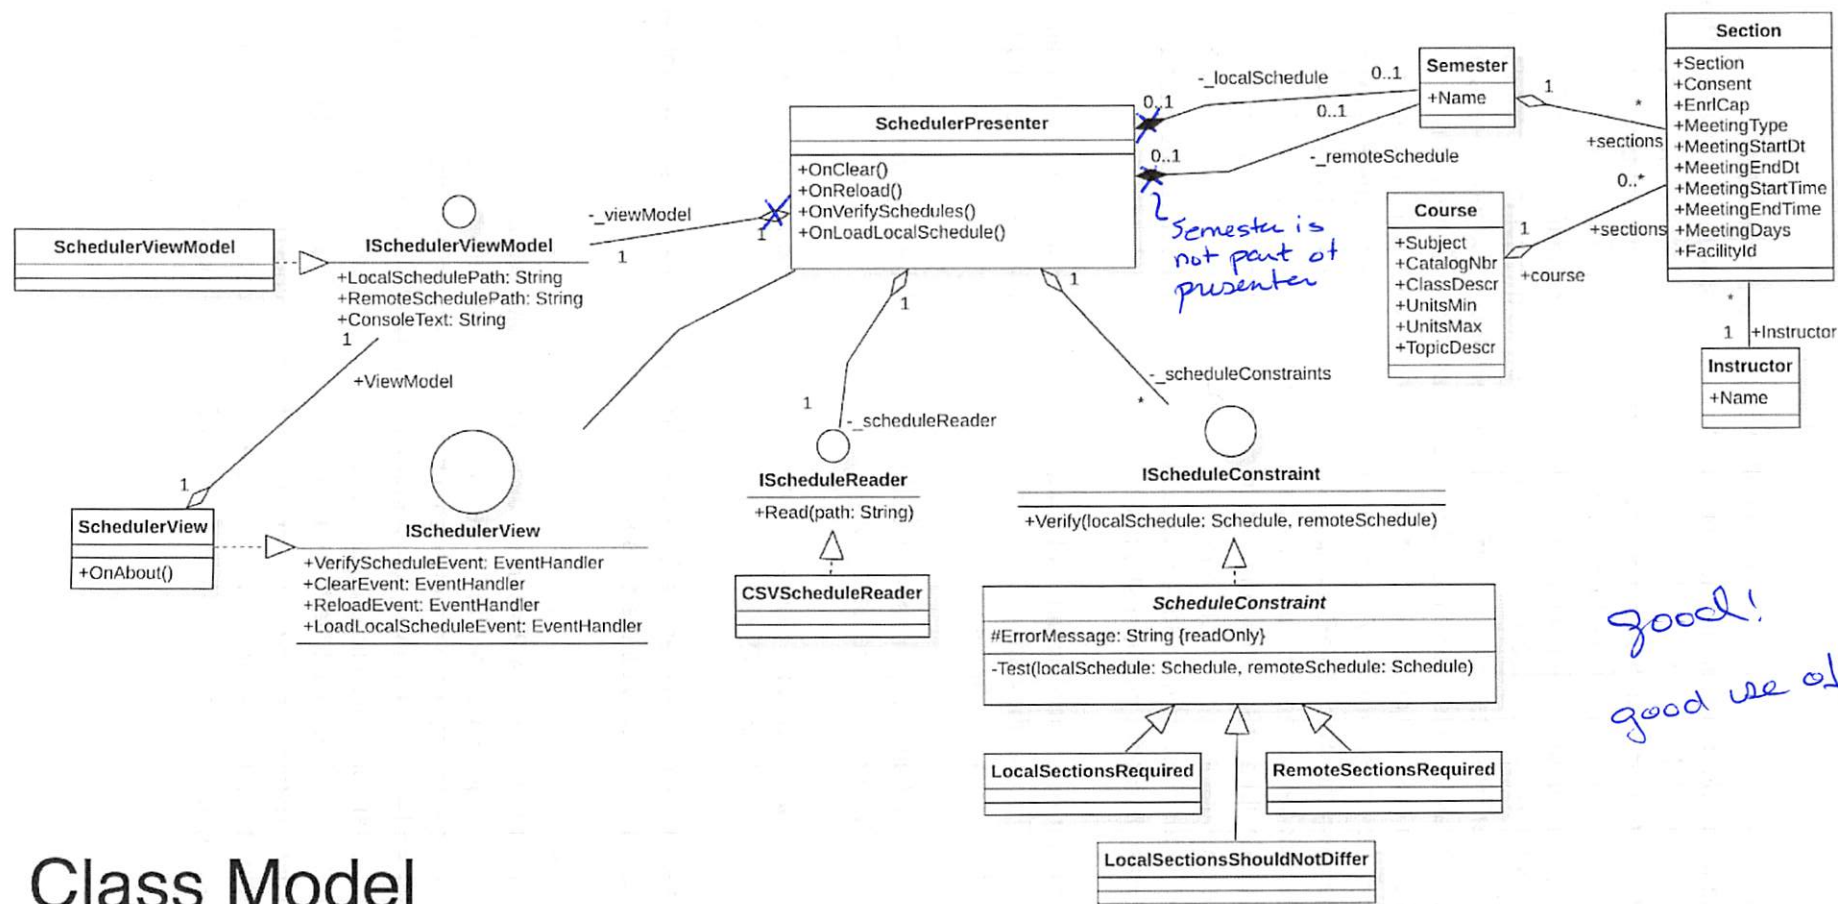 Section
+Section
+Consent
+EnrlCap
+MeetingType
+MeetingStartDt
+MeetingEndDt
+MeetingStartTime
+MeetingEndTime
+MeetingDays
+FacilityId
Semester
+Name
-_localSchedule
0..1
0..1
0..1
0..1
-_remoteSchedule
1
*
+sections
SchedulerPresenter
+OnClear()
+OnReload()
+OnVerifySchedules()
+OnLoadLocalSchedule()
Semester is
not part of
presenter
Course
+Subject
+CatalogNbr
+ClassDescr
+UnitsMin
+UnitsMax
+TopicDescr
0..*
+sections
1
+course
*
1
+Instructor
Instructor
+Name
SchedulerViewModel
ISchedulerViewModel
+LocalSchedulePath: String
+RemoteSchedulePath: String
+ConsoleText: String
-_viewModel
1
1
1
+ViewModel
1
SchedulerView
+OnAbout()
ISchedulerView
+VerifyScheduleEvent: EventHandler
+ClearEvent: EventHandler
+ReloadEvent: EventHandler
+LoadLocalScheduleEvent: EventHandler
1
1
-_scheduleReader
IScheduleReader
+Read(path: String)
CSVScheduleReader
1
-_scheduleConstraints
*
IScheduleConstraint
+Verify(localSchedule: Schedule, remoteSchedule)
ScheduleConstraint
#ErrorMessage: String {readOnly}
-Test(localSchedule: Schedule, remoteSchedule: Schedule)
LocalSectionsRequired
RemoteSectionsRequired
LocalSectionsShouldNotDiffer
good!
good use of
Class Model